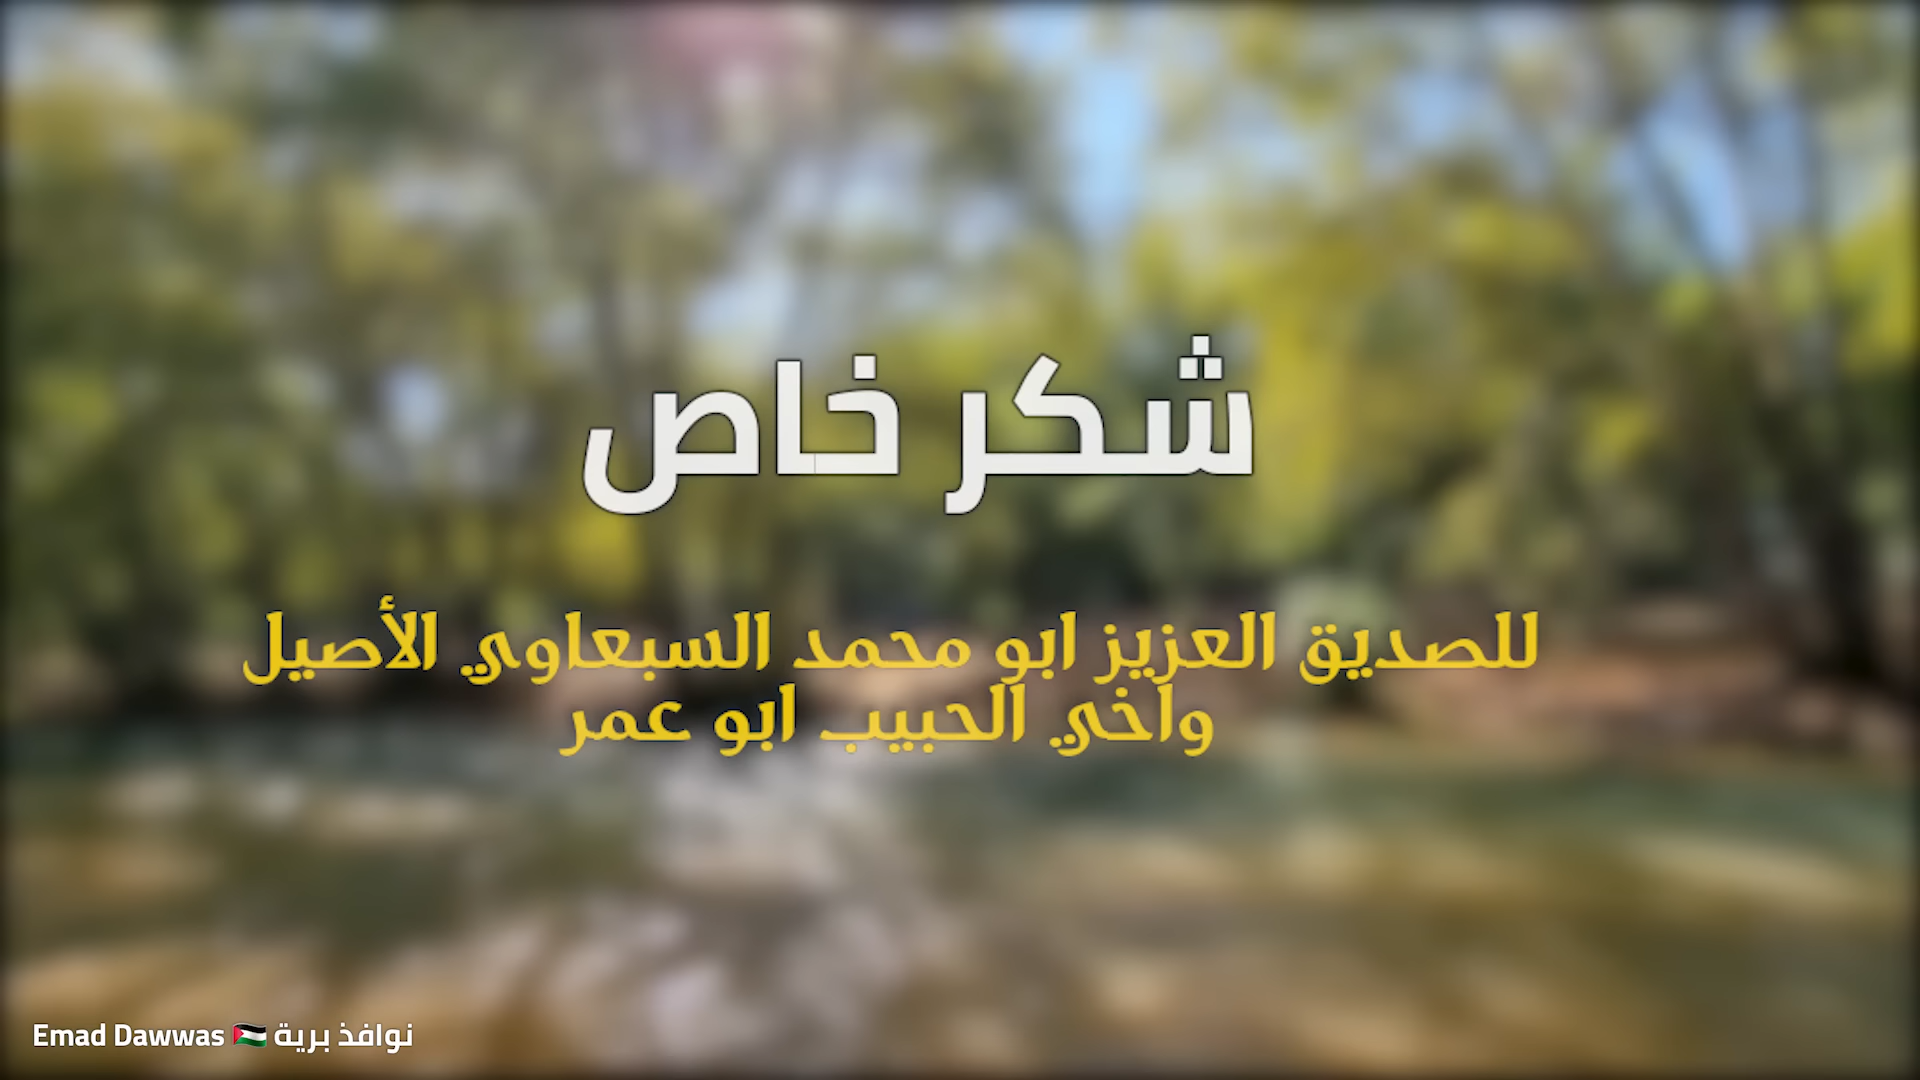 شكر خاص
للصديق العزيز ابو محمد السبعاوي الأصيل
واخي الحبيب ابو عمر
Emad Dawwas 🇵🇸 نوافذ برية